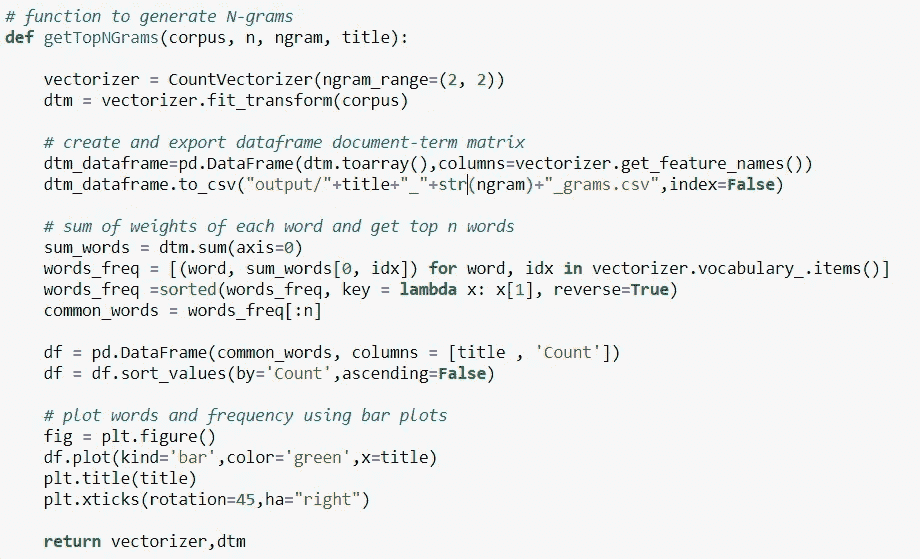 # function to generate N-grams
def getTopNGrams(corpus, n, ngram, title):
vectorizer = CountVectorizer(ngram_range=(2, 2))
dtm = vectorizer.fit_transform(corpus)
# create and export dataframe document-term matrix
dtm_dataframe=pd.DataFrame(dtm.toarray(),columns=vectorizer.get_feature_names())
dtm_dataframe.to_csv("output/"+title+"_"+str(ngram)+"_grams.csv",index=False)
# sum of weights of each word and get top n words
sum_words = dtm.sum(axis=0)
words_freq = [(word, sum_words[0, idx]) for word, idx in vectorizer.vocabulary_.items()]
words_freq =sorted(words_freq, key = lambda x: x[1], reverse=True)
common_words = words_freq[:n]
df = pd.DataFrame(common_words, columns = [title , 'Count'])
df = df.sort_values(by='Count',ascending=False)
# plot words and frequency using bar plots
fig = plt.figure()
df.plot(kind='bar',color='green',x=title)
plt.title(title)
plt.xticks(rotation=45,ha="right")
return vectorizer,dtm